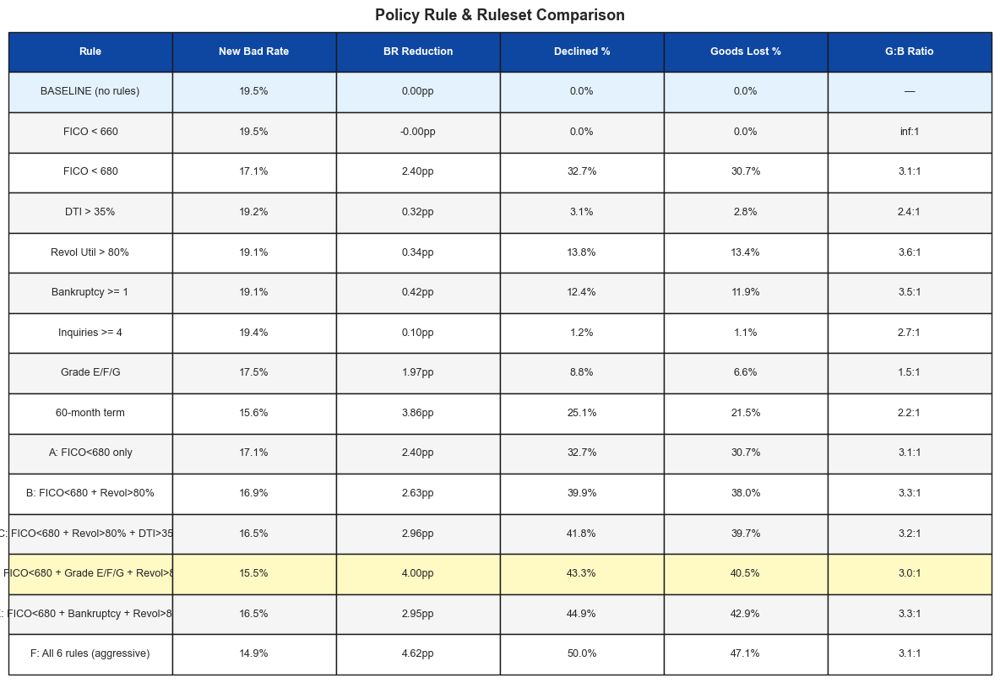 Policy Rule & Ruleset Comparison
Rule New Bad Rate BR Reduction Declined % Goods Lost % G:B Ratio
BASELINE (no rules) 19.5% 0.00pp 0.0% 0.0% —
FICO < 660 19.5% -0.00pp 0.0% 0.0% inf:1
FICO < 680 17.1% 2.40pp 32.7% 30.7% 3.1:1
DTI > 35% 19.2% 0.32pp 3.1% 2.8% 2.4:1
Revol Util > 80% 19.1% 0.34pp 13.8% 13.4% 3.6:1
Bankruptcy >= 1 19.1% 0.42pp 12.4% 11.9% 3.5:1
Inquiries >= 4 19.4% 0.10pp 1.2% 1.1% 2.7:1
Grade E/F/G 17.5% 1.97pp 8.8% 6.6% 1.5:1
60-month term 15.6% 3.86pp 25.1% 21.5% 2.2:1
A: FICO<680 only 17.1% 2.40pp 32.7% 30.7% 3.1:1
B: FICO<680 + Revol>80% 16.9% 2.63pp 39.9% 38.0% 3.3:1
C: FICO<680 + Revol>80% + DTI>35 16.5% 2.96pp 41.8% 39.7% 3.2:1
FICO<680 + Grade E/F/G + Revol>8 15.5% 4.00pp 43.3% 40.5% 3.0:1
: FICO<680 + Bankruptcy + Revol>8 16.5% 2.95pp 44.9% 42.9% 3.3:1
F: All 6 rules (aggressive) 14.9% 4.62pp 50.0% 47.1% 3.1:1